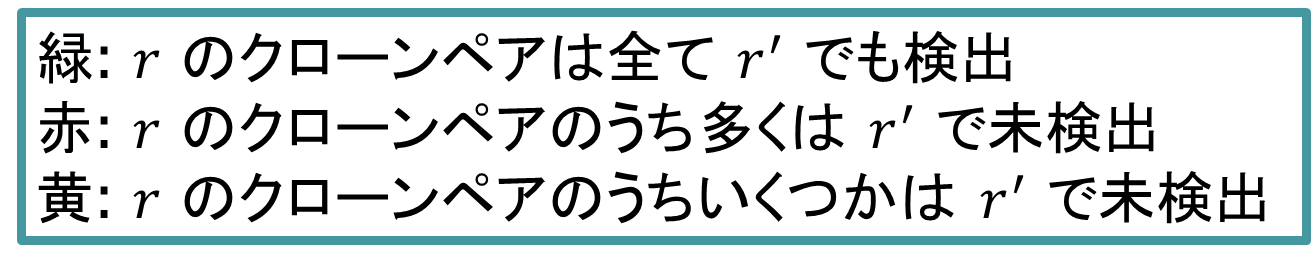 緑: r のクローンペアは全て r′ でも検出
赤: r のクローンペアのうち多くは r′ で未検出
黄: r のクローンペアのうちいくつかは r′ で未検出